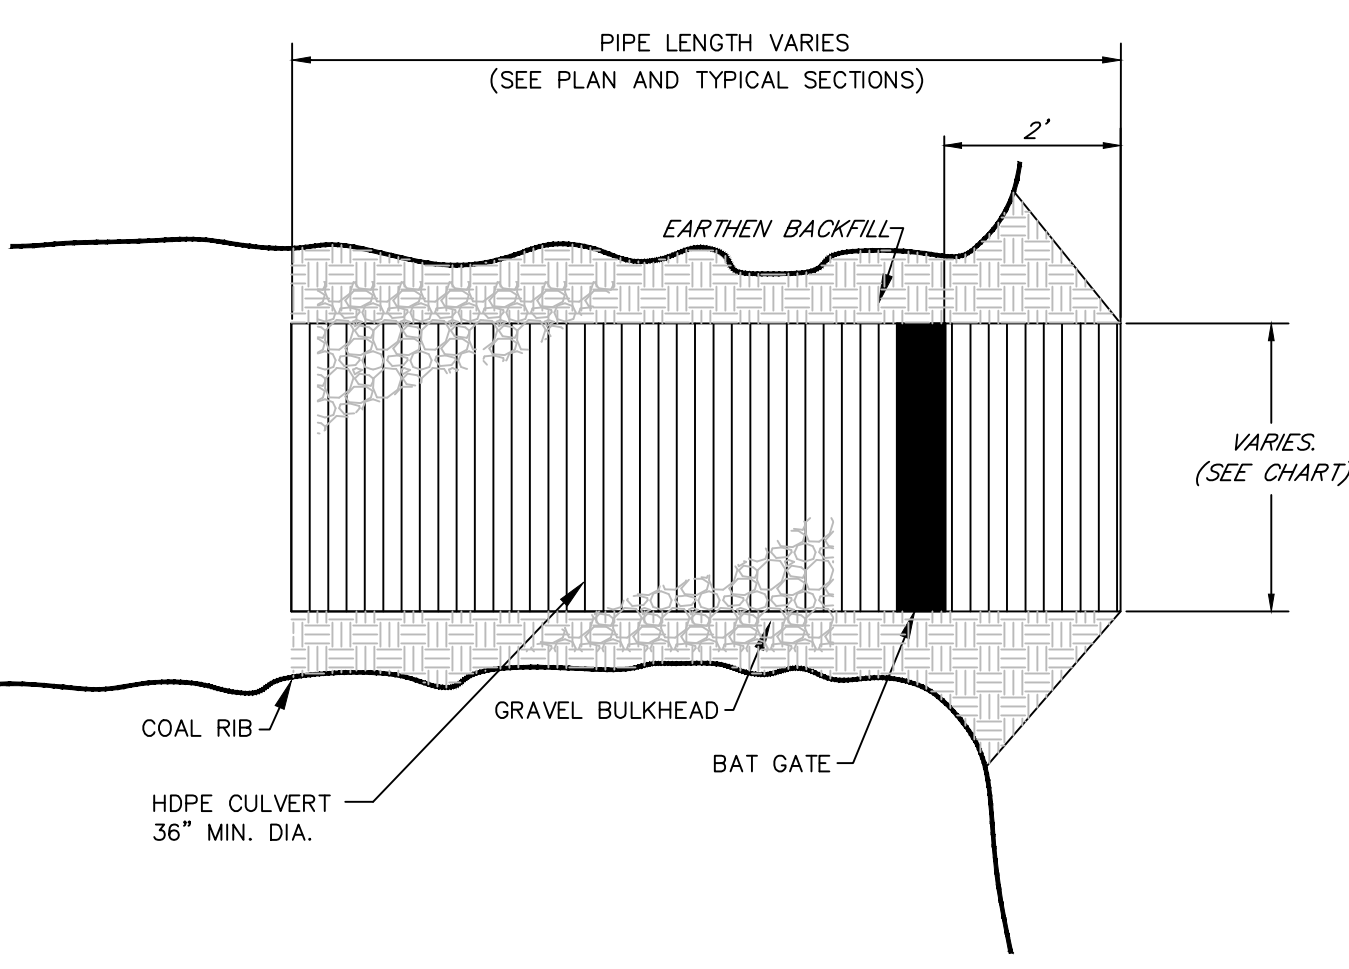 PIPE LENGTH VARIES
(SEE PLAN AND TYPICAL SECTIONS)
2'
EARTHEN BACKFILL
VARIES.
(SEE CHART)
COAL RIB
GRAVEL BULKHEAD
BAT GATE
HDPE CULVERT
36" MIN. DIA.